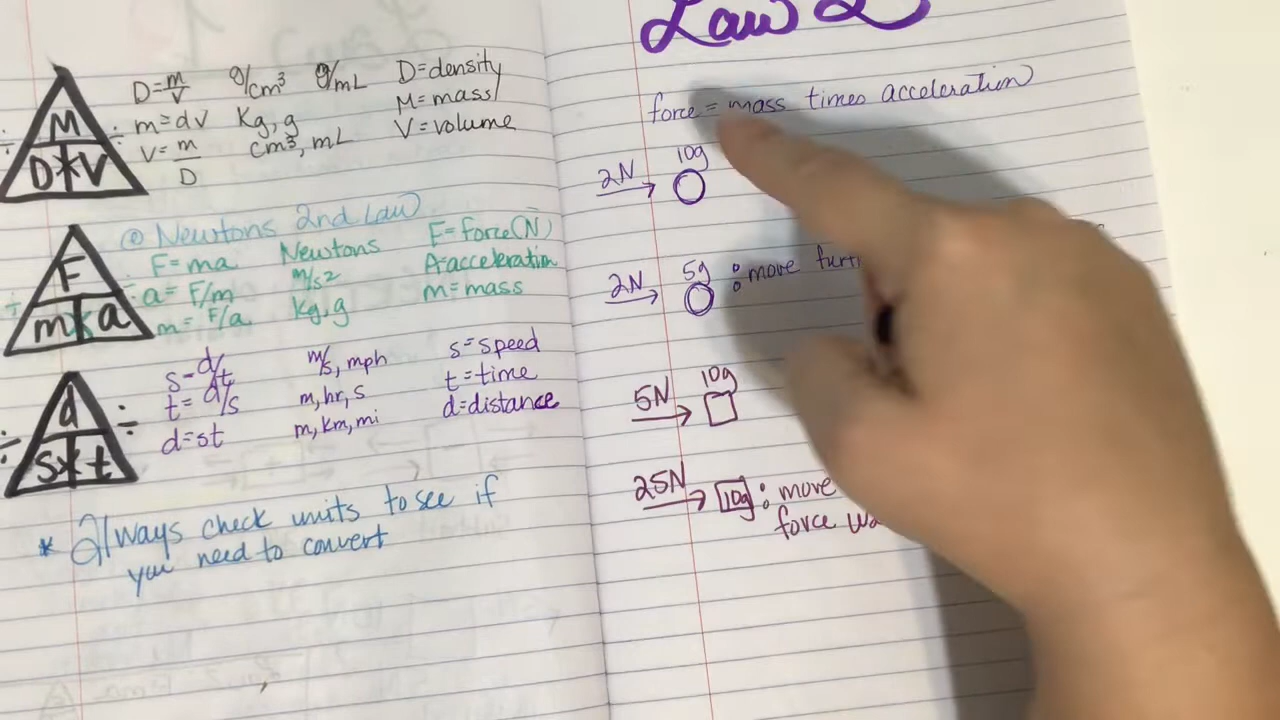 D=m/V g/cm³ g/mL D=density
m=dv Kg, g M=mass
V=m/D cm³, mL V=volume
M
D*V
@ Newtons 2nd Law
F=ma Newtons F=force(N)
a=F/m m/s2 A=acceleration
m=F/a Kg,g m=mass
F
m*a
s=d/t m/s, mph s=speed
t=d/s m, hr, s t=time
d=st m, km, mi d=distance
d
s*t
* Always check units to see if
you need to convert
Law 2
force = mass times acceleration
2N 10g
2N 5g : move
5N 10g
25N 10g : move
force